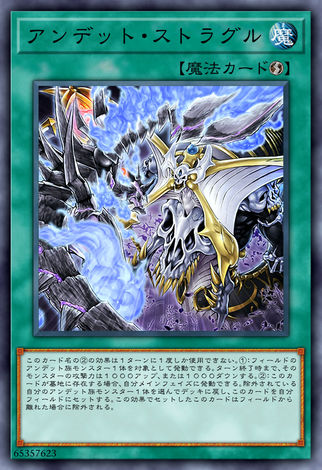 アンデット・ストラグル
魔
【魔法カード】
このカード名の②の効果は1ターンに1度しか使用できない。①:フィールドの
アンデット族モンスター1体を対象として発動できる。ターン終了時まで、そ
のモンスターの攻撃力は1000アップ、または1000ダウンする。②:このカ
ードが墓地に存在する場合、自分メインフェイズに発動できる。除外されている
自分のアンデット族モンスター1体を選んでデッキに戻し、このカードを自分
フィールドにセットする。この効果でセットしたこのカードはフィールドから
離れた場合に除外される。
65357623